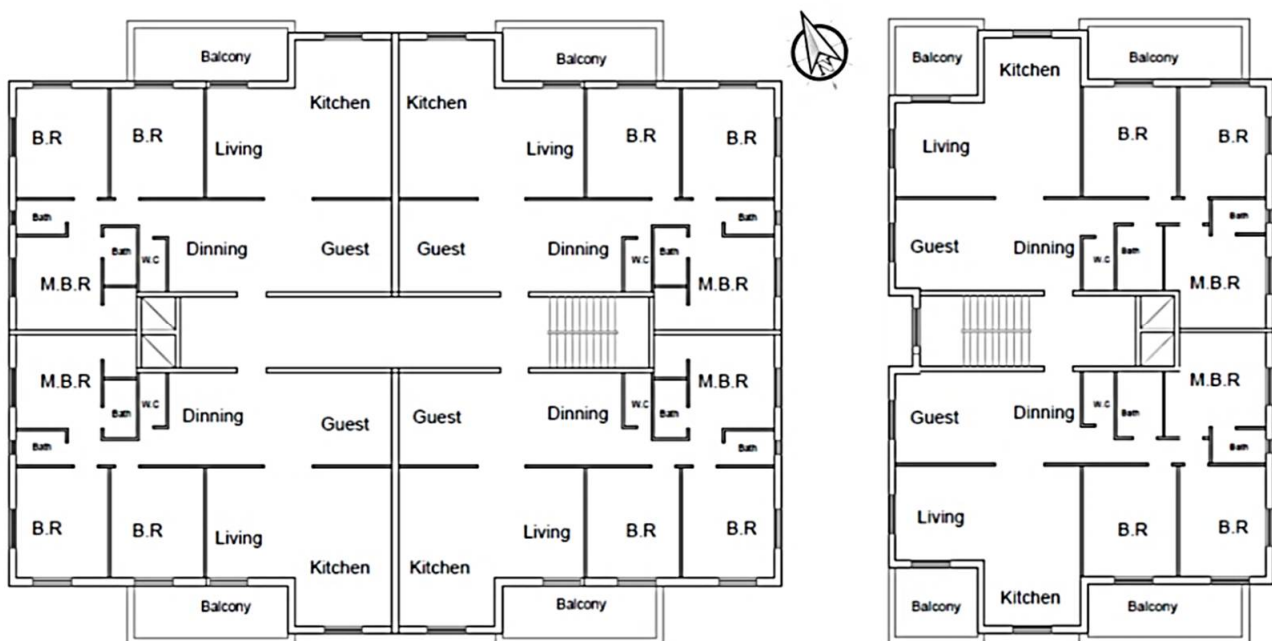 Balcony
Balcony
N
Balcony
Balcony
Kitchen
Kitchen
Kitchen
B.R
B.R
Living
Living
B.R
B.R
Living
B.R
B.R
Bath
Bath
Bath
Bath
W.C
Dinning
Guest
Guest
Dinning
W.C
Bath
Guest
Dinning
W.C
Bath
M.B.R
M.B.R
M.B.R
M.B.R
Bath
W.C
Dinning
Guest
Guest
Dinning
W.C
Bath
M.B.R
Guest
Dinning
W.C
Bath
M.B.R
Bath
Bath
Bath
B.R
B.R
Living
Living
B.R
B.R
Living
B.R
B.R
Kitchen
Kitchen
Kitchen
Balcony
Balcony
Balcony
Balcony